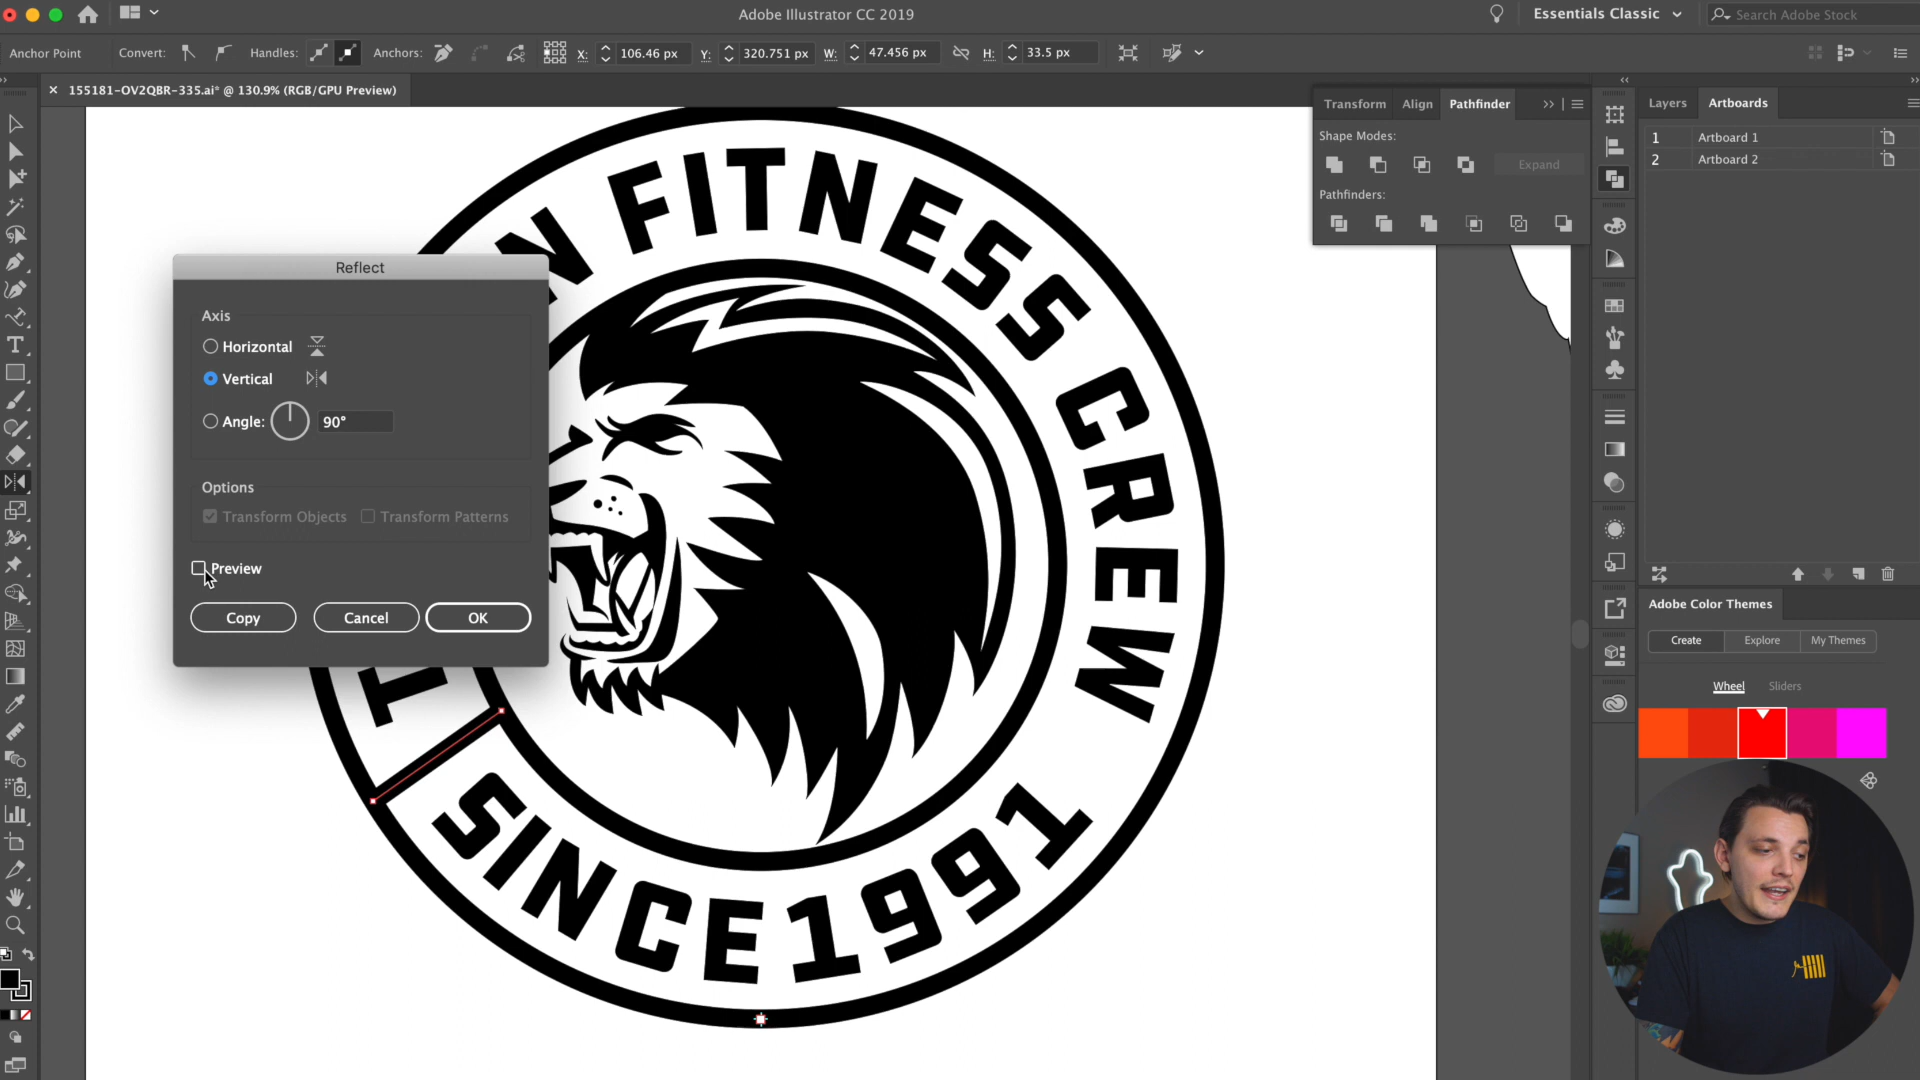 Adobe Illustrator CC 2019
Essentials Classic
Search Adobe Stock
Anchor Point
Convert:
Handles:
Anchors:
X:
106.46 px
Y:
320.751 px
W:
47.456 px
H:
33.5 px
155181-OV2QBR-335.ai* @ 130.9% (RGB/GPU Preview)
Transform
Align
Pathfinder
Shape Modes:
Expand
Pathfinders:
Layers
Artboards
1 Artboard 1
2 Artboard 2
N FITNESS CREW
T
SINCE 1991
Reflect
Axis
Horizontal
Vertical
Angle:
90°
Options
Transform Objects
Transform Patterns
Preview
Copy
Cancel
OK
Adobe Color Themes
Create
Explore
My Themes
Wheel
Sliders